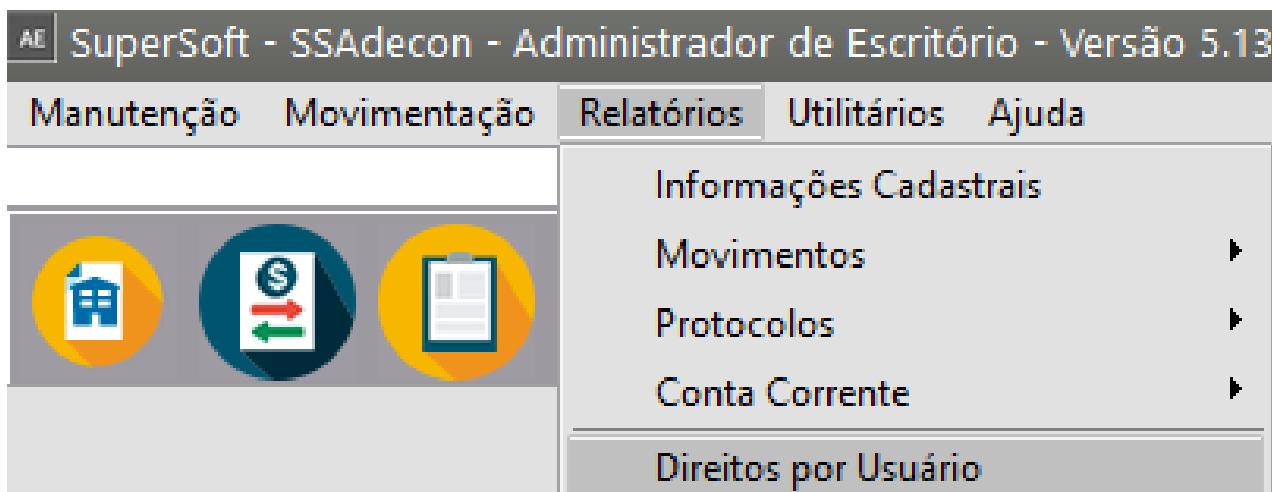 AE SuperSoft - SSAdecon - Administrador de Escritório - Versão 5.13
Manutenção Movimentação Relatórios Utilitários Ajuda
Informações Cadastrais
Movimentos
Protocolos
Conta Corrente
Direitos por Usuário